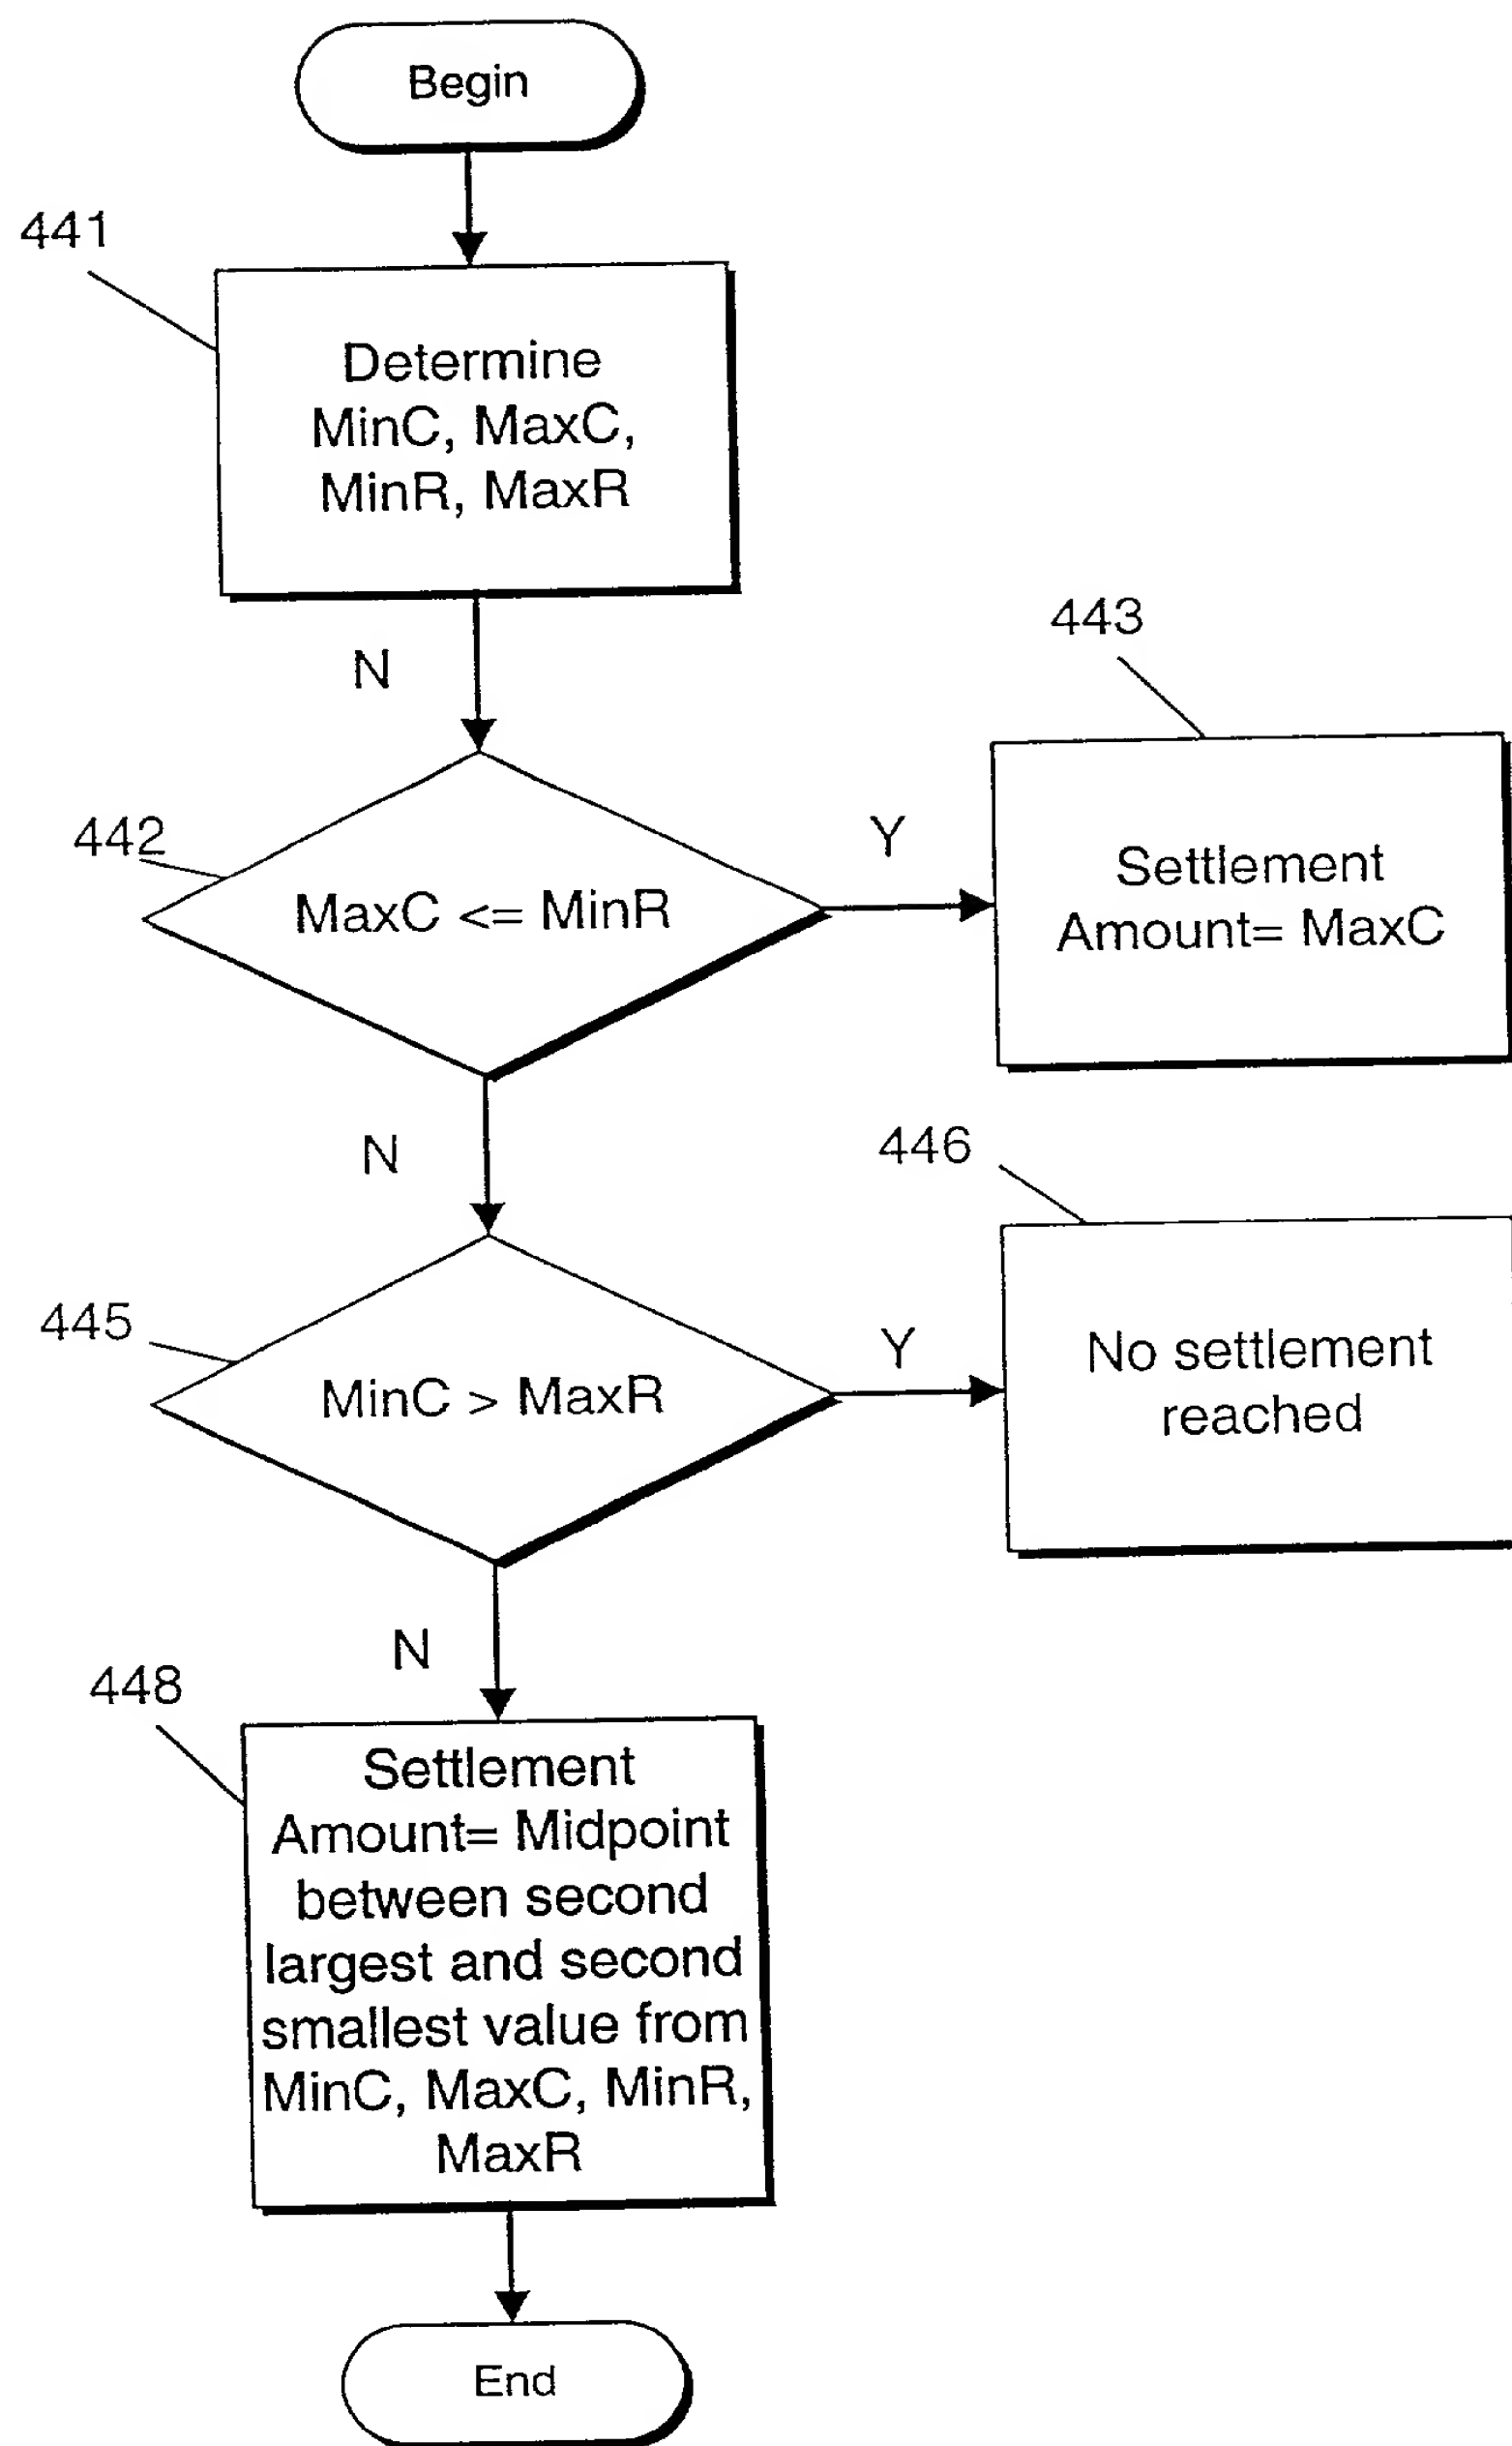 Begin
441
Determine
MinC, MaxC,
MinR, MaxR
443
N
442
MaxC <= MinR
Y
Settlement
Amount= MaxC
N
446
445
MinC > MaxR
Y
No settlement
reached
N
448
Settlement
Amount= Midpoint
between second
largest and second
smallest value from
MinC, MaxC, MinR,
MaxR
End